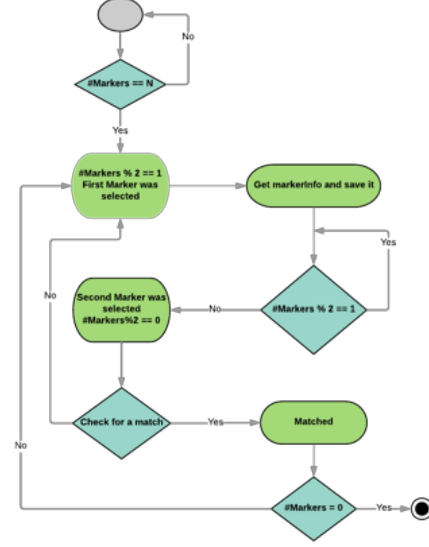 No
#Markers == N
Yes
#Markers % 2 == 1
First Marker was
selected
Get markerInfo and save it
Yes
No
Second Marker was
selected
#Markers%2 == 0
No
#Markers % 2 == 1
Check for a match
Yes
Matched
No
#Markers = 0
Yes